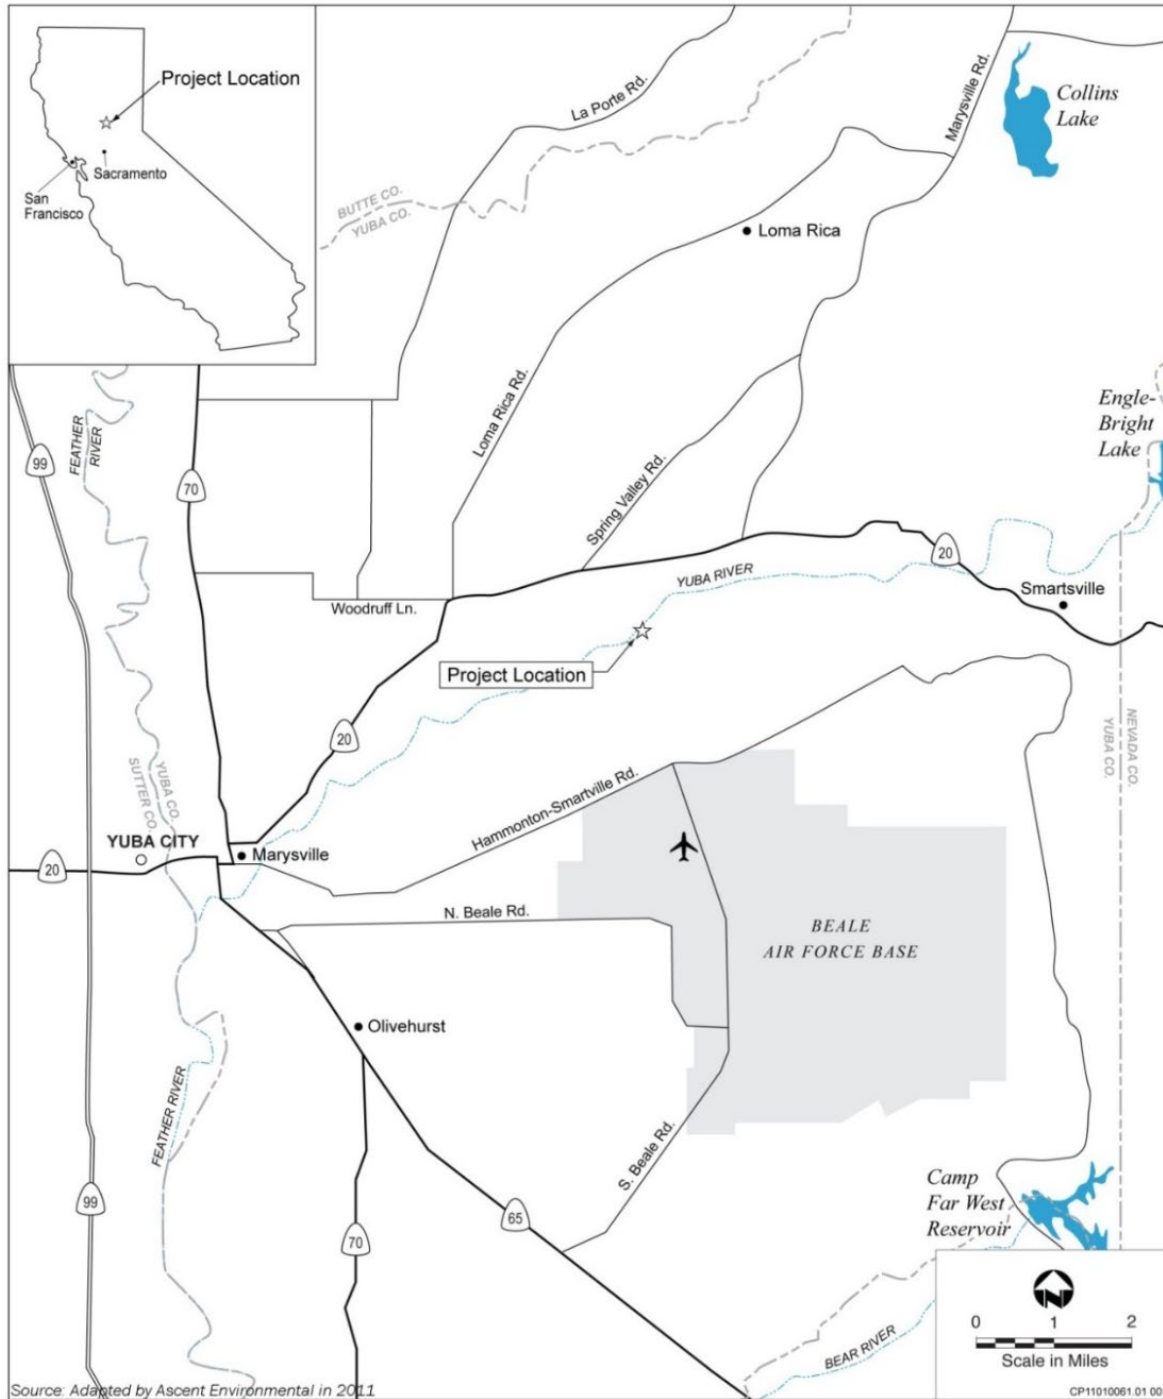 Project Location
Sacramento
San
Francisco
La Porte Rd.
Marysville Rd.
Collins
Lake
BUTTE CO.
YUBA CO.
Loma Rica
Loma Rica Rd.
Engle-
Bright
Lake
FEATHER
RIVER
99
70
Spring Valley Rd.
20
YUBA RIVER
Smartsville
Woodruff Ln.
Project Location
20
NEVADA CO.
YUBA CO.
YUBA CO.
SUTTER CO.
Hammonton-Smartville Rd.
YUBA CITY
Marysville
20
N. Beale Rd.
BEALE
AIR FORCE BASE
Olivehurst
FEATHER RIVER
S. Beale Rd.
Camp
Far West
Reservoir
99
65
70
N
0 1 2
Scale in Miles
BEAR RIVER
Source: Adapted by Ascent Environmental in 2011
CP11010061.01